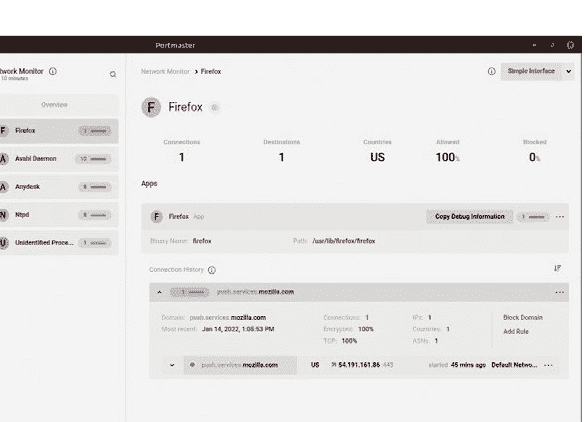 Portmaster
twork Monitor
10 minutes
Network Monitor > Firefox
Simple Interface
Overview
F Firefox 1
A Avahi Daemon 10
A Anydesk 8
N Ntpd 8
U Unidentified Proce... 1
F Firefox
Connections Destinations Countries Allowed Blocked
1 1 US 100% 0%
Apps
F Firefox App Copy Debug Information 1
Binary Name: firefox Path: /usr/lib/firefox/firefox
Connection History
1 push.services.mozilla.com
Domain: push.services.mozilla.com Connections: 1 IPs: 1 Block Domain
Most recent: Jan 14, 2022, 1:05:53 PM Encrypted: 100% Countries: 1 Add Rule
TCP: 100% ASNs: 1
push.services.mozilla.com US 54.191.161.86 :443 started 45 mins ago Default Netwo...